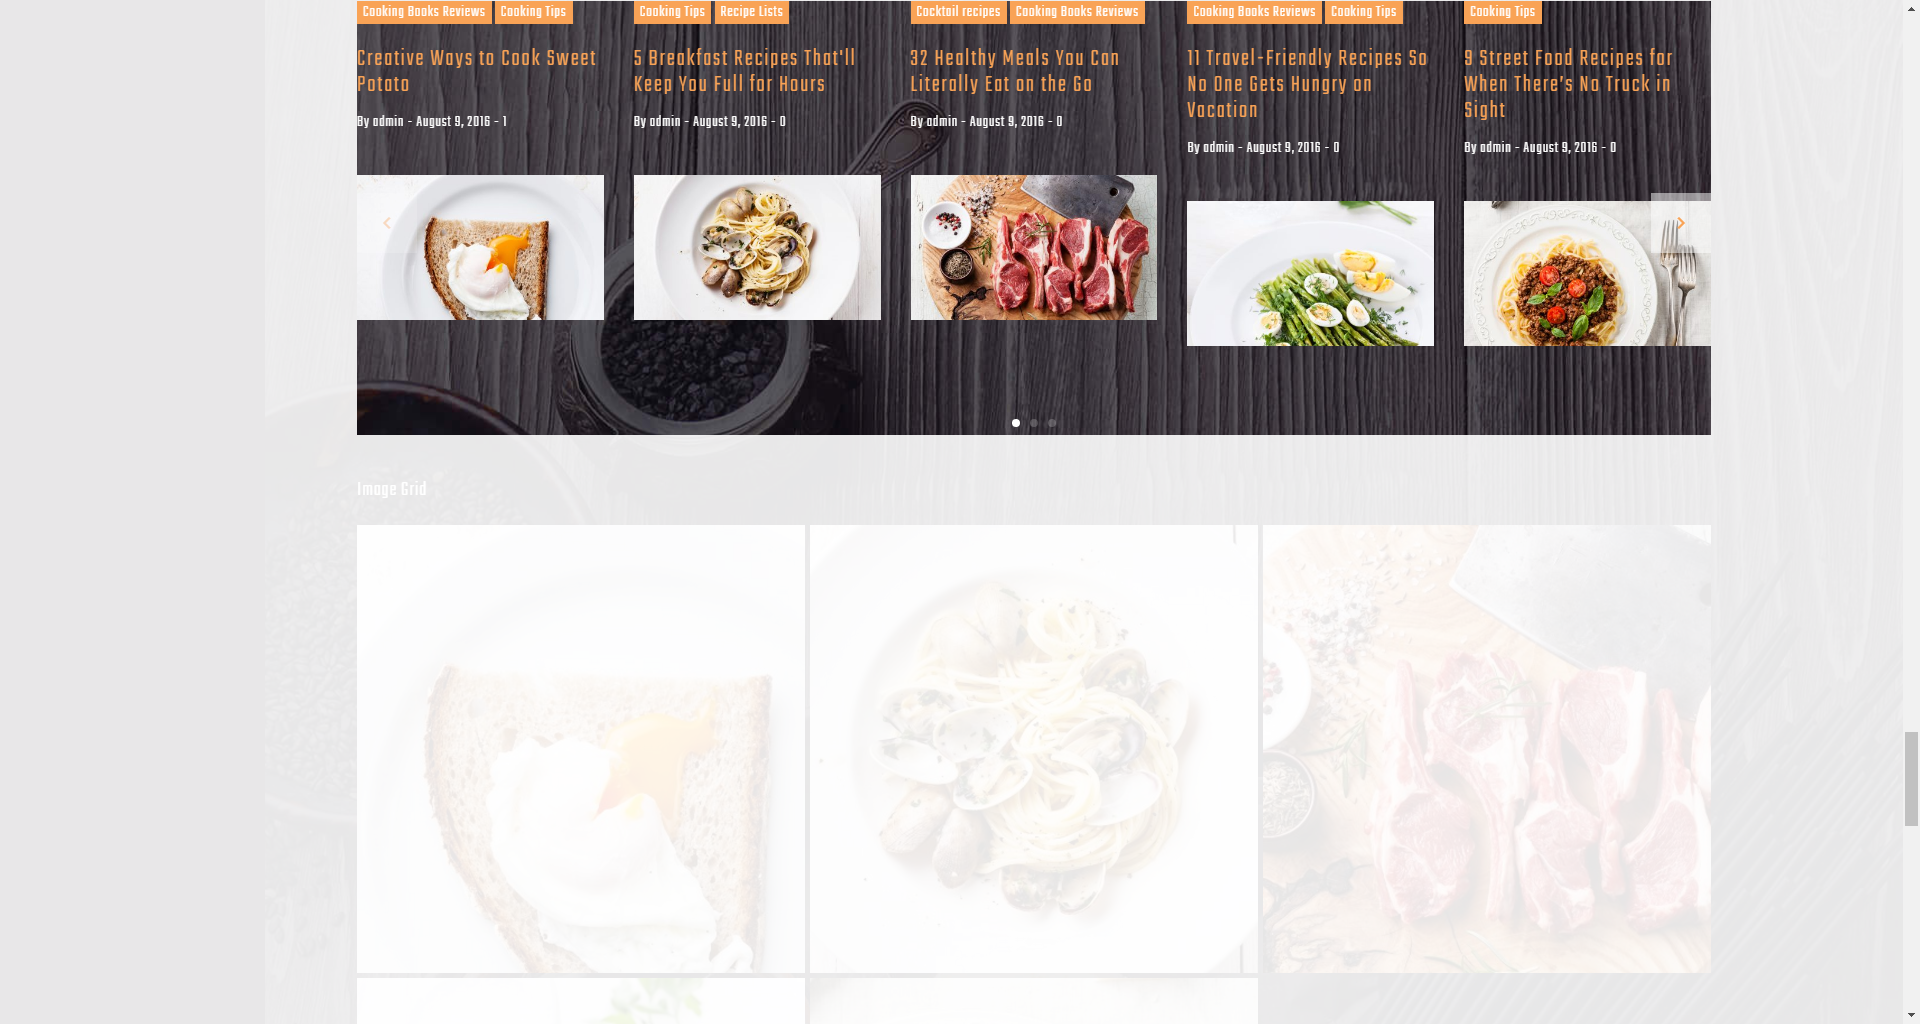 Cooking Books Reviews Cooking Tips
Creative Ways to Cook Sweet
Potato
By admin - August 9, 2016 - 1
Cooking Tips Recipe Lists
5 Breakfast Recipes That'll
Keep You Full for Hours
By admin - August 9, 2016 - 0
Cocktail recipes Cooking Books Reviews
32 Healthy Meals You Can
Literally Eat on the Go
By admin - August 9, 2016 - 0
Cooking Books Reviews Cooking Tips
11 Travel-Friendly Recipes So
No One Gets Hungry on
Vacation
By admin - August 9, 2016 - 0
Cooking Tips
9 Street Food Recipes for
When There's No Truck in
Sight
By admin - August 9, 2016 - 0
Image Grid